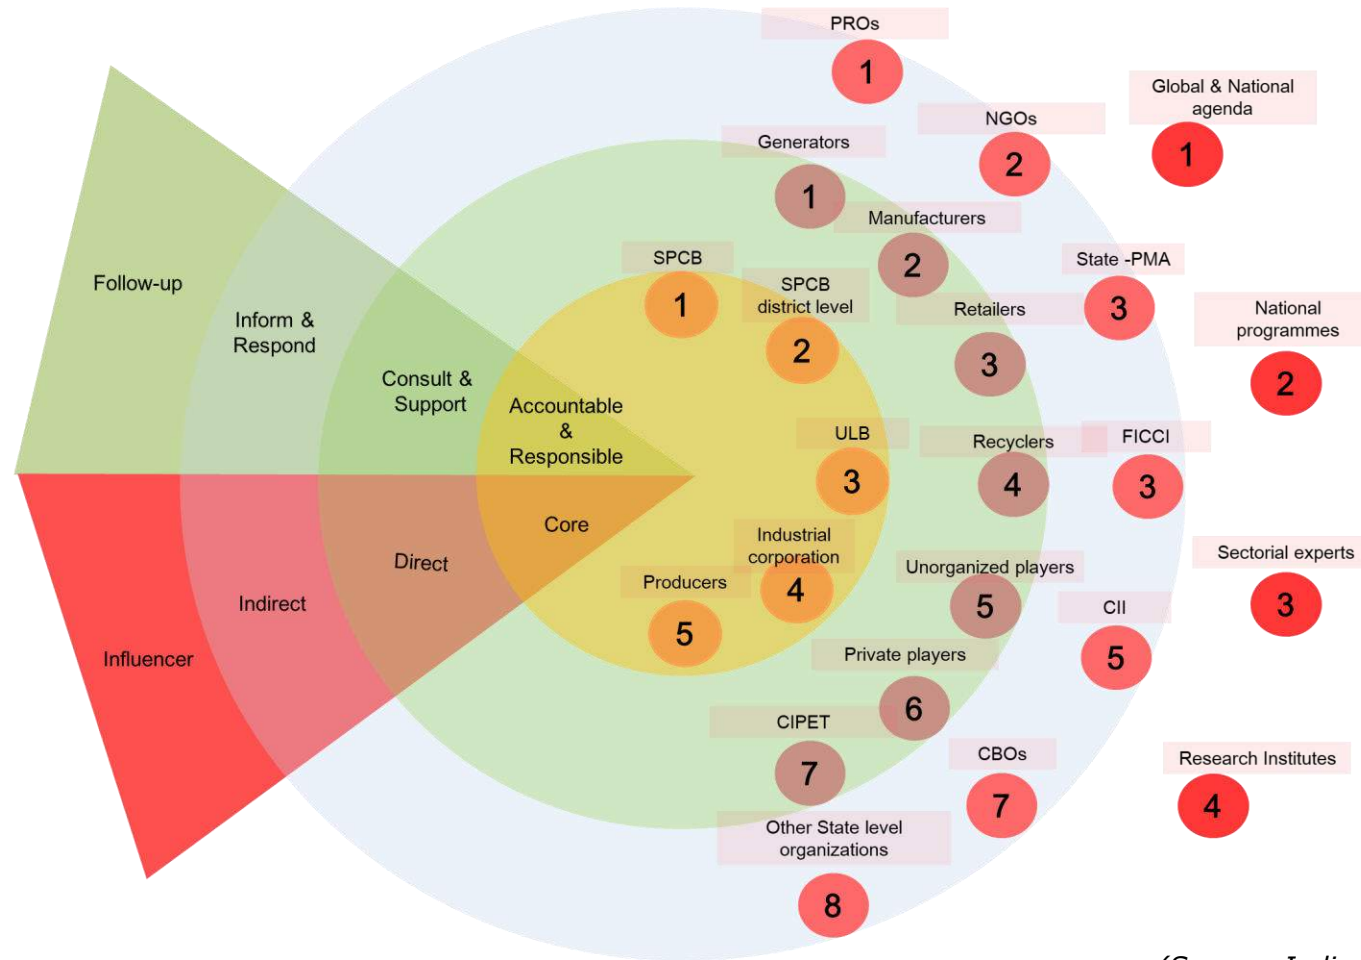 PROs
1
Global & National
agenda
1
NGOs
2
Generators
1
Manufacturers
2
SPCB
1
SPCB
district level
2
State -PMA
3
Retailers
3
National
programmes
2
Follow-up
Inform &
Respond
Consult &
Support
Accountable
&
Responsible
ULB
3
Recyclers
4
FICCI
3
Core
Direct
Indirect
Influencer
Industrial
corporation
4
Producers
5
Unorganized players
5
Sectorial experts
3
CII
5
Private players
6
CIPET
7
CBOs
7
Research Institutes
4
Other State level
organizations
8